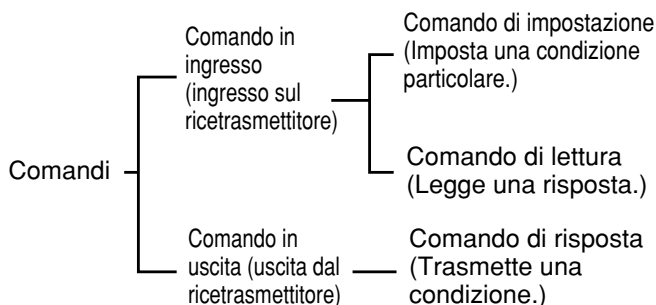 Comandi
Comando in
ingresso
(ingresso sul
ricetrasmettitore)
Comando di impostazione
(Imposta una condizione
particolare.)
Comando di lettura
(Legge una risposta.)
Comando in
uscita (uscita dal
ricetrasmettitore)
Comando di risposta
(Trasmette una
condizione.)